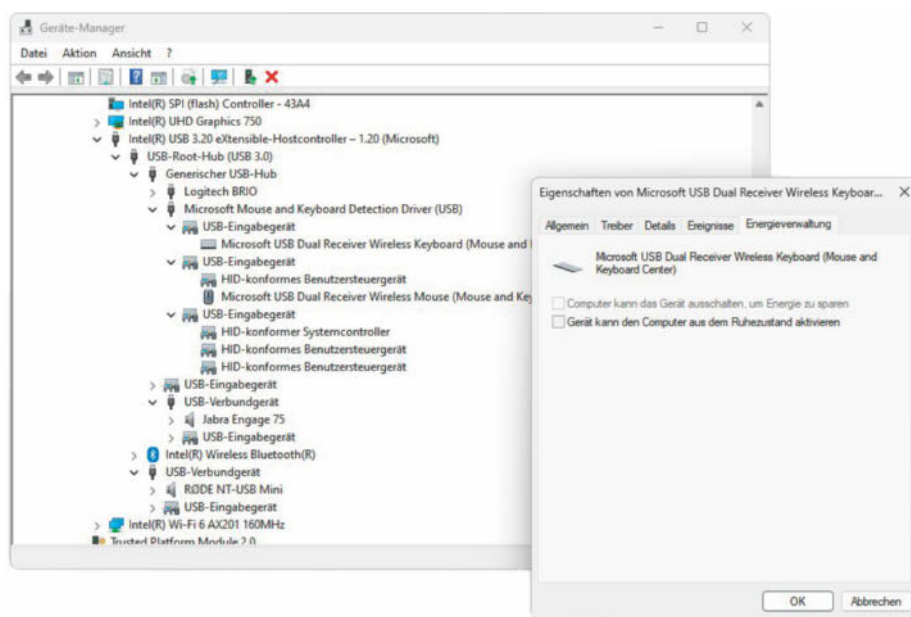 Geräte-Manager
Datei Aktion Ansicht ?
Intel(R) SPI (flash) Controller - 43A4
Intel(R) UHD Graphics 750
Intel(R) USB 3.20 eXtensible-Hostcontroller – 1.20 (Microsoft)
USB-Root-Hub (USB 3.0)
Generischer USB-Hub
Logitech BRIO
Microsoft Mouse and Keyboard Detection Driver (USB)
USB-Eingabegerät
Microsoft USB Dual Receiver Wireless Keyboard (Mouse and
USB-Eingabegerät
HID-konformes Benutzersteuergerät
Microsoft USB Dual Receiver Wireless Mouse (Mouse and Key
USB-Eingabegerät
HID-konformer Systemcontroller
HID-konformes Benutzersteuergerät
HID-konformes Benutzersteuergerät
USB-Eingabegerät
USB-Verbundgerät
Jabra Engage 75
USB-Eingabegerät
Intel(R) Wireless Bluetooth(R)
USB-Verbundgerät
RØDE NT-USB Mini
USB-Eingabegerät
Intel(R) Wi-Fi 6 AX201 160MHz
Trusted Platform Module 2.0
Eigenschaften von Microsoft USB Dual Receiver Wireless Keyboar...
Allgemein Treiber Details Ereignisse Energieverwaltung
Microsoft USB Dual Receiver Wireless Keyboard (Mouse and
Keyboard Center)
Computer kann das Gerät ausschalten, um Energie zu sparen
Gerät kann den Computer aus dem Ruhezustand aktivieren
OK Abbrechen